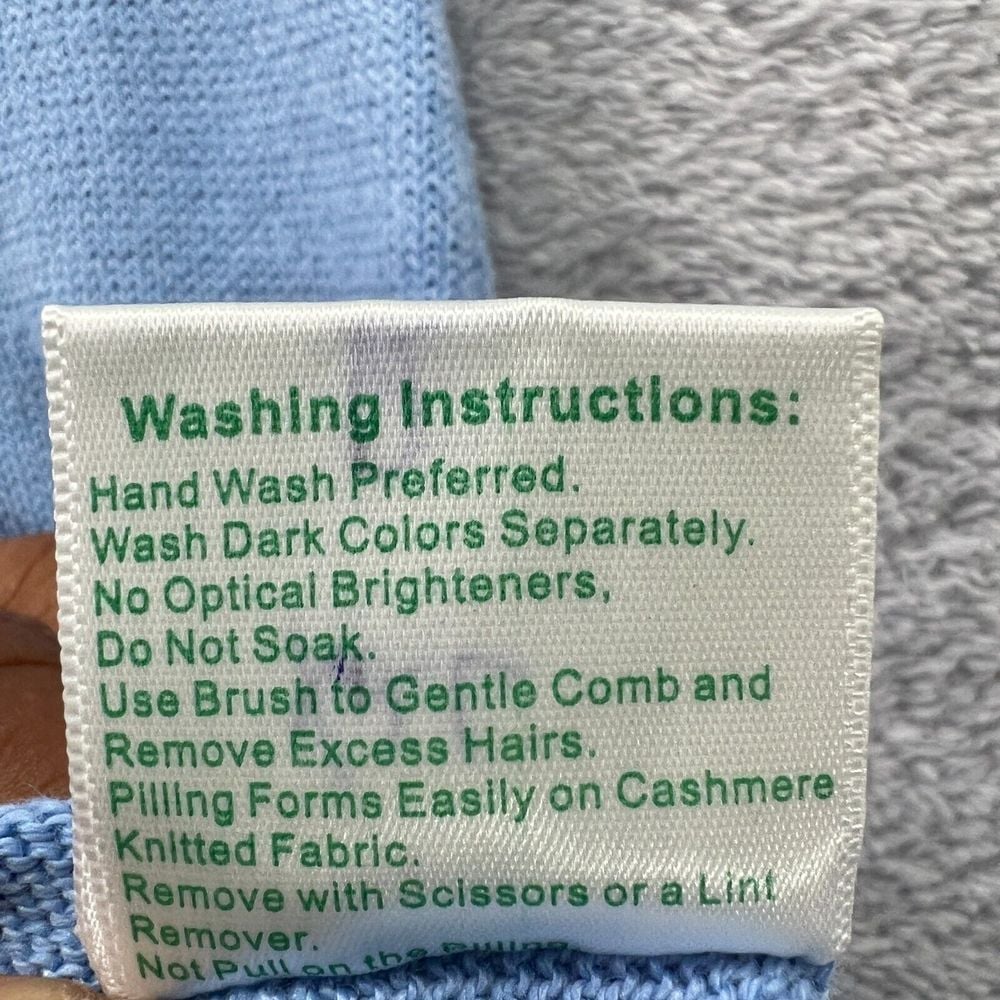 Washing Instructions:
Hand Wash Preferred.
Wash Dark Colors Separately.
No Optical Brighteners,
Do Not Soak.
Use Brush to Gentle Comb and
Remove Excess Hairs.
Pilling Forms Easily on Cashmere
Knitted Fabric.
Remove with Scissors or a Lint
Remover.
Not Pull on the Pilling